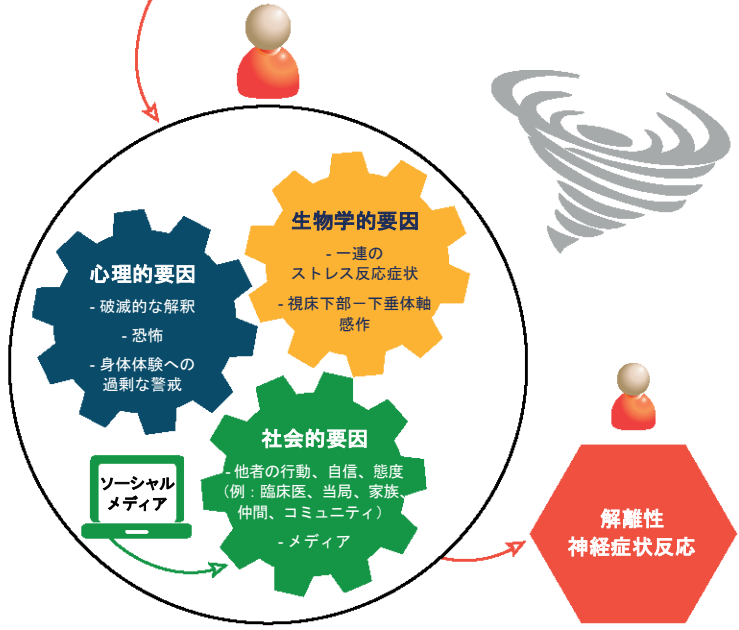 生物学的要因
- 一連の
ストレス反応症状
- 視床下部－下垂体軸
感作
心理的要因
- 破滅的な解釈
- 恐怖
- 身体体験への
過剰な警戒
社会的要因
- 他者の行動、自信、態度
（例：臨床医、当局、家族、
仲間、コミュニティ）
- メディア
ソーシャル
メディア
解離性
神経症状反応